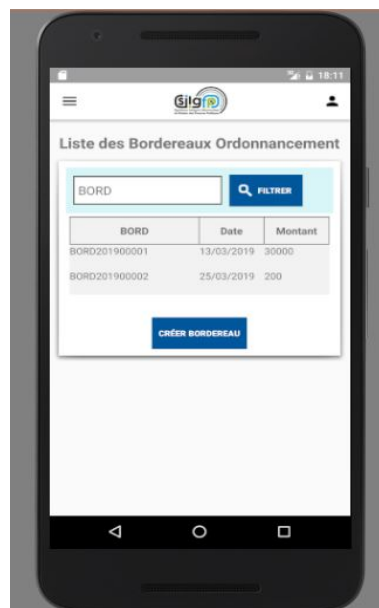 18:11
Sjlgfp
Liste des Bordereaux Ordonnancement
BORD
FILTRER
BORD Date Montant
BORD201900001 13/03/2019 30000
BORD201900002 25/03/2019 200
CRÉER BORDEREAU